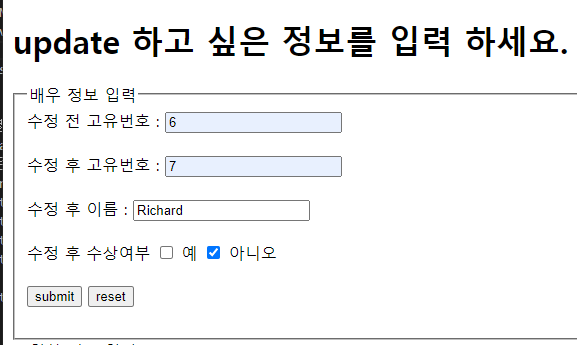 update 하고 싶은 정보를 입력 하세요.
배우 정보 입력
수정 전 고유번호 : 6
수정 후 고유번호 : 7
수정 후 이름 : Richard
수정 후 수상여부 예 아니오
submit reset